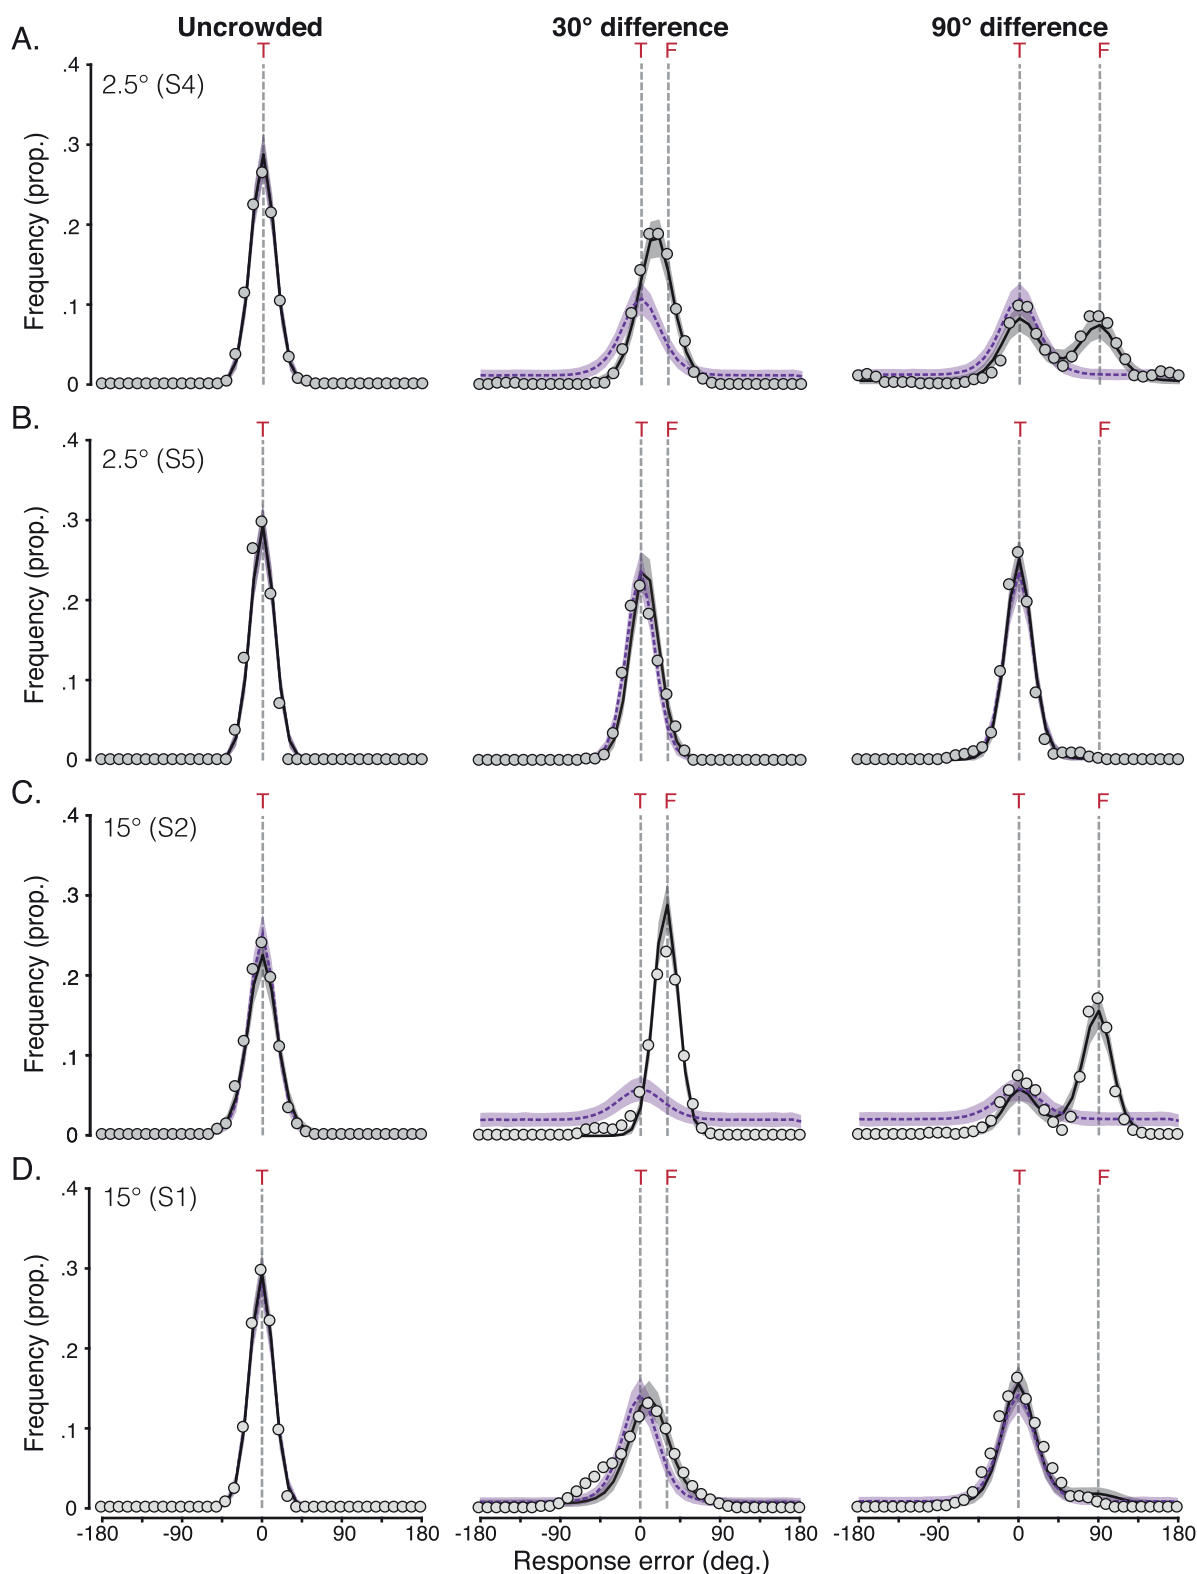 Uncrowded 30° difference 90° difference
A.
T T F T F
2.5° (S4)
Frequency (prop.)
.4
.3
.2
.1
0
B.
T T F T F
2.5° (S5)
Frequency (prop.)
.4
.3
.2
.1
0
C.
T T F T F
15° (S2)
Frequency (prop.)
.4
.3
.2
.1
0
D.
T T F T F
15° (S1)
Frequency (prop.)
.4
.3
.2
.1
0
-180 -90 0 90 180 -180 -90 0 90 180 -180 -90 0 90 180
Response error (deg.)